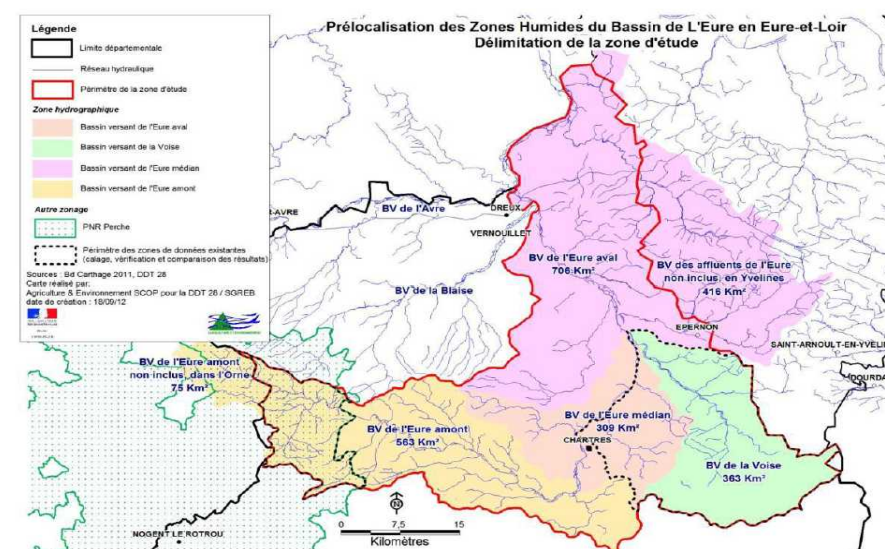 Prélocalisation des Zones Humides du Bassin de L'Eure en Eure-et-Loir
Délimitation de la zone d'étude
Légende
Limite départementale
Réseau hydraulique
Périmètre de la zone d'étude
Zone hydrographique
Bassin versant de l'Eure aval
Bassin versant de la Voise
Bassin versant de l'Eure médian
Bassin versant de l'Eure amont
Autre zonage
PNR Perche
Périmètre des zones de données existantes
(calage, vérification et comparaison des résultats)
Sources : Bd Carthage 2011, DDT 28
Carte réalisé par:
Agriculture & Environnement SCOP pour la DDT 28 / SGREB
date de création : 18/09/12
R-AVRE
BV de l'Avre
DREUX
VERNOUILLET
BV de l'Eure aval
706 Km²
BV des affluents de l'Eure
non inclus, en Yvelines
416 Km²
BV de la Blaise
EPERNON
SAINT-ARNOULT-EN-YVELIN
DOURDA
BV de l'Eure amont
non inclus, dans l'Orne
75 Km²
BV de l'Eure amont
563 Km²
BV de l'Eure médian
309 Km²
CHARTRES
BV de la Voise
363 Km²
N
NOGENT LE ROTROU
0 7,5 15
Kilomètres